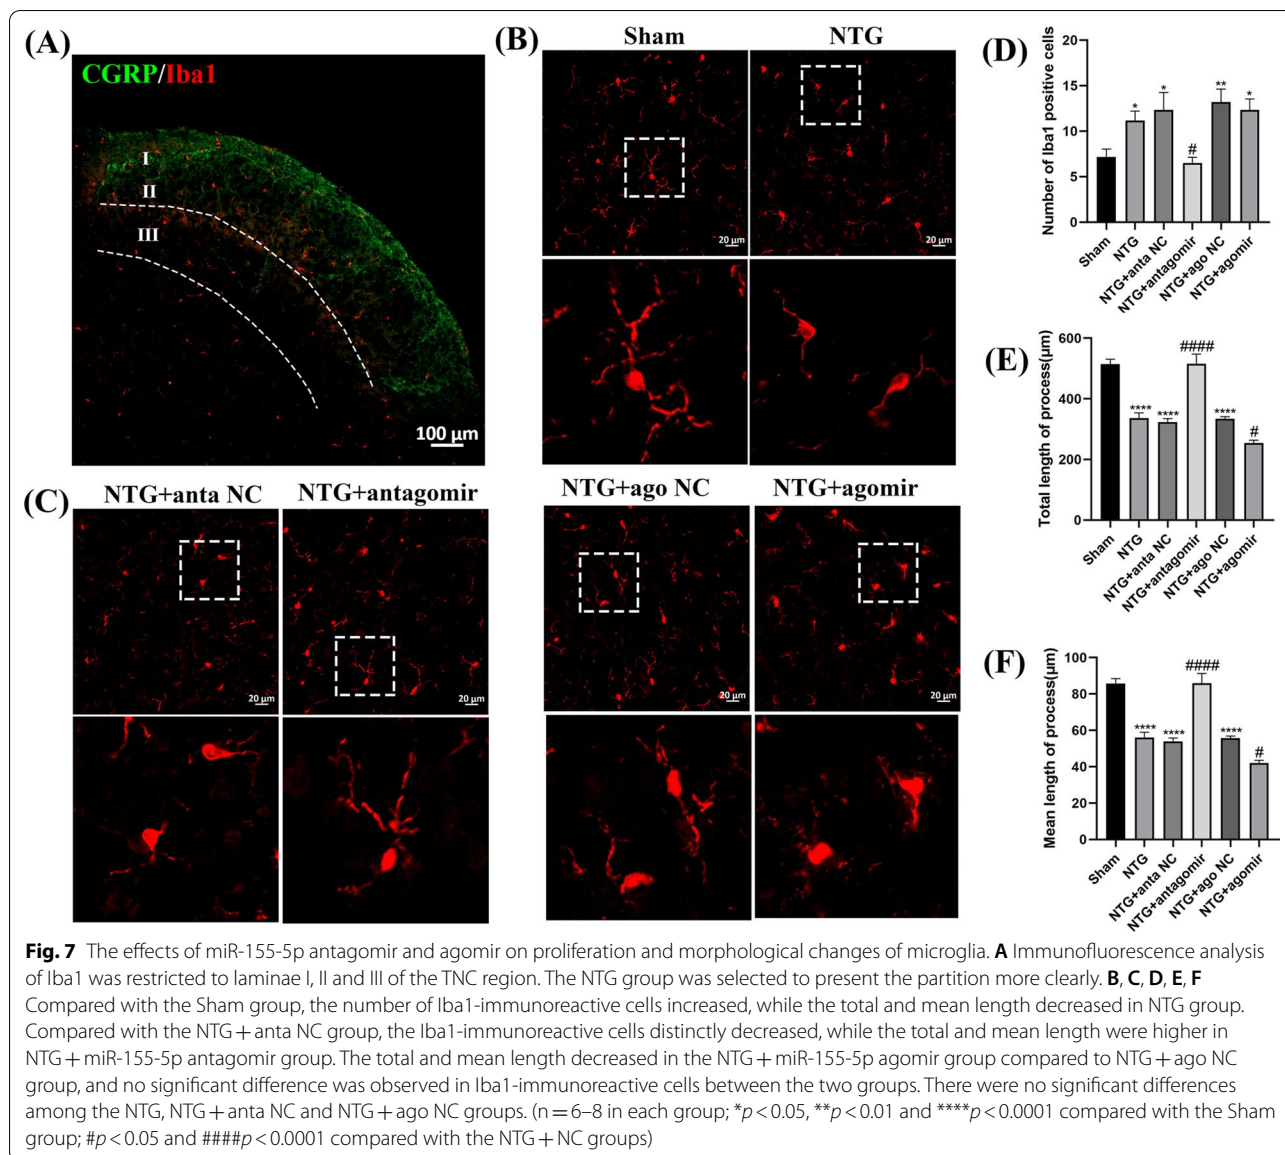 (A)
CGRP/Iba1
I
II
III
100 µm
(B)
Sham
NTG
20 µm
20 µm
(C)
NTG+anta NC
NTG+antagomir
20 µm
20 µm
NTG+ago NC
NTG+agomir
20 µm
20 µm
(D)
Number of Iba1 positive cells
20
15
10
5
0
*
*
#
**
*
Sham
NTG
NTG+anta NC
NTG+antagomir
NTG+ago NC
NTG+agomir
(E)
Total length of process(µm)
600
400
200
0
****
****
####
****
#
Sham
NTG
NTG+anta NC
NTG+antagomir
NTG+ago NC
NTG+agomir
(F)
Mean length of process(µm)
100
80
60
40
20
0
****
****
####
****
#
Sham
NTG
NTG+anta NC
NTG+antagomir
NTG+ago NC
NTG+agomir
Fig. 7 The effects of miR-155-5p antagomir and agomir on proliferation and morphological changes of microglia. A Immunofluorescence analysis
of Iba1 was restricted to laminae I, II and III of the TNC region. The NTG group was selected to present the partition more clearly. B, C, D, E, F
Compared with the Sham group, the number of Iba1-immunoreactive cells increased, while the total and mean length decreased in NTG group.
Compared with the NTG + anta NC group, the Iba1-immunoreactive cells distinctly decreased, while the total and mean length were higher in
NTG + miR-155-5p antagomir group. The total and mean length decreased in the NTG + miR-155-5p agomir group compared to NTG + ago NC
group, and no significant difference was observed in Iba1-immunoreactive cells between the two groups. There were no significant differences
among the NTG, NTG + anta NC and NTG + ago NC groups. (n = 6–8 in each group; *p < 0.05, **p < 0.01 and ****p < 0.0001 compared with the Sham
group; #p < 0.05 and ####p < 0.0001 compared with the NTG + NC groups)